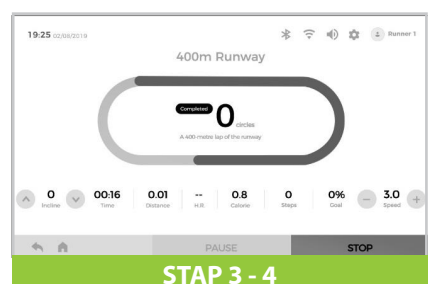 19:25 02/08/2019
Runner 1
400m Runway
Completed
0 circles
A 400 metre lap of the runway
0 00:16 0.01 -- 0.8 0 0% 3.0
Incline Time Distance H.R. Calorie Steps Goal Speed
PAUSE STOP
STAP 3 - 4